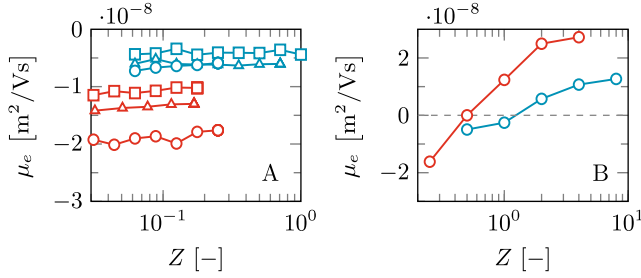 ·10⁻⁸ ·10⁻⁸
0
−1
−2
−3
μₑ [m²/Vs]
10⁻¹ 10⁰
Z [−]
A
2
0
−2
μₑ [m²/Vs]
10⁰ 10¹
Z [−]
B